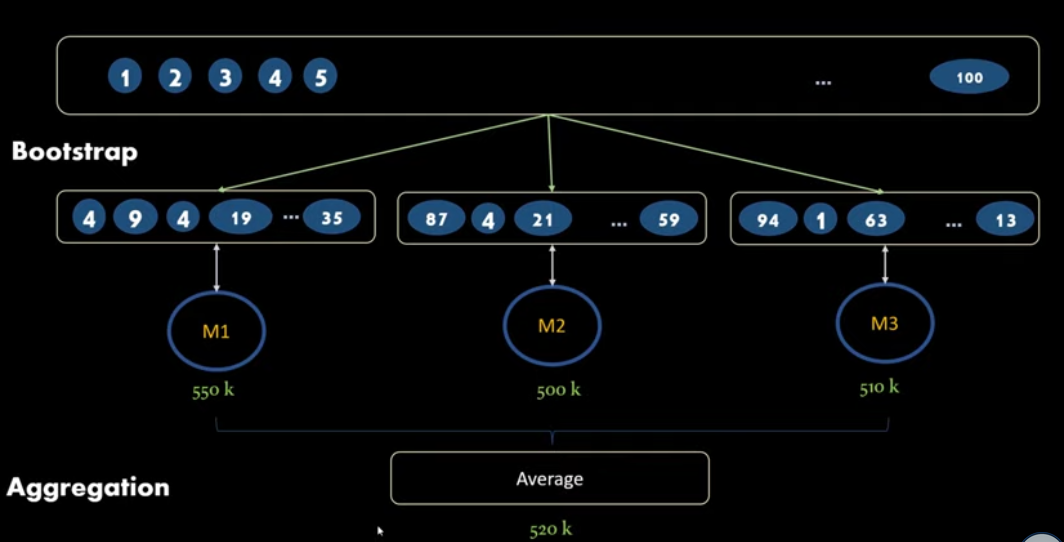 1 2 3 4 5 ... 100
Bootstrap
4 9 4 19 ... 35
87 4 21 ... 59
94 1 63 ... 13
M1
M2
M3
550 k
500 k
510 k
Average
Aggregation
520 k